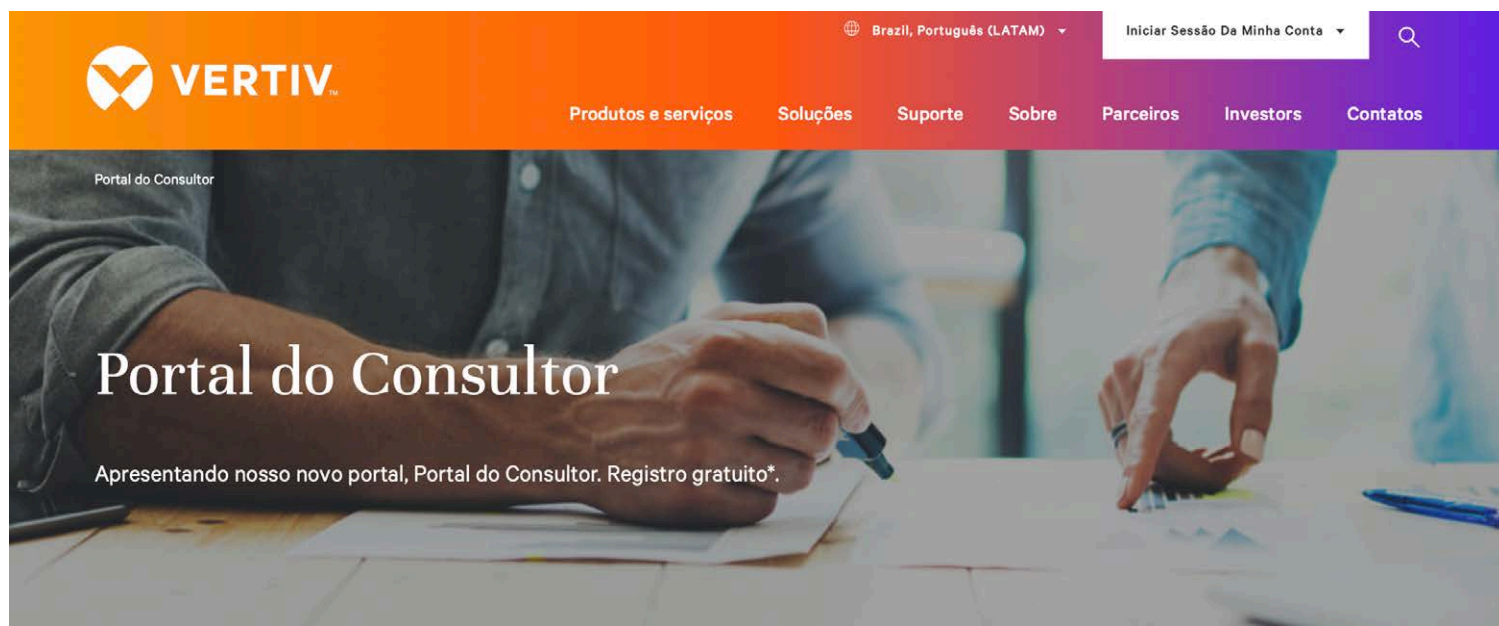 Brazil, Português (LATAM)
Iniciar Sessão Da Minha Conta
VERTIV™
Produtos e serviços
Soluções
Suporte
Sobre
Parceiros
Investors
Contatos
Portal do Consultor
Portal do Consultor
Apresentando nosso novo portal, Portal do Consultor. Registro gratuito*.